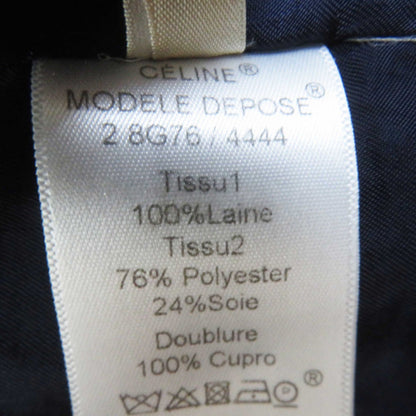 CÉLINE®
MODELE DEPOSE®
2 8G76 / 4444
Tissu1
100%Laine
Tissu2
76% Polyester
24%Soie
Doublure
100% Cupro
®